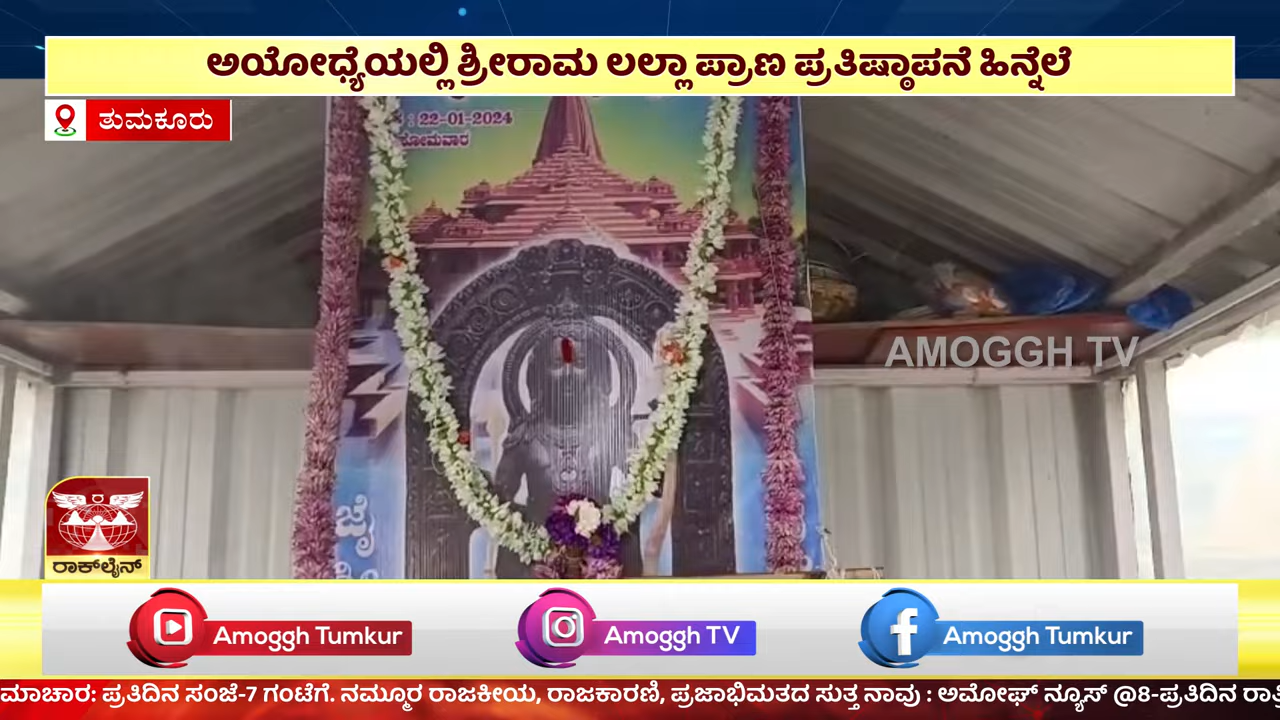 ಅಯೋಧ್ಯೆಯಲ್ಲಿ ಶ್ರೀರಾಮ ಲಲ್ಲಾ ಪ್ರಾಣ ಪ್ರತಿಷ್ಠಾಪನೆ ಹಿನ್ನೆಲೆ
ತುಮಕೂರು
: 22-01-2024
ಸೋಮವಾರ
AMOGGH TV
ಜೈ
ರಾಕ್‌ಲೈನ್
Amoggh Tumkur
Amoggh TV
Amoggh Tumkur
ಮಾಚಾರ: ಪ್ರತಿದಿನ ಸಂಜೆ-7 ಗಂಟೆಗೆ. ನಮ್ಮೂರ ರಾಜಕೀಯ, ರಾಜಕಾರಣಿ, ಪ್ರಜಾಭಿಮತದ ಸುತ್ತ ನಾವು : ಅಮೋಘ್ ನ್ಯೂಸ್ @8-ಪ್ರತಿದಿನ ರಾತ್ರಿ